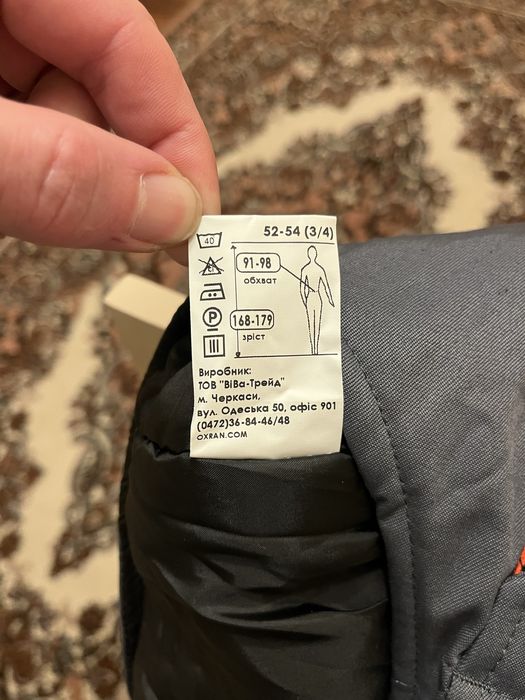 52-54 (3/4)
40
91-98
обхват
Cl
P
168-179
зріст
Виробник:
ТОВ "ВіВа-Трейд"
м. Черкаси,
вул. Одеська 50, офіс 901
(0472)36-84-46/48
OXRAN.COM